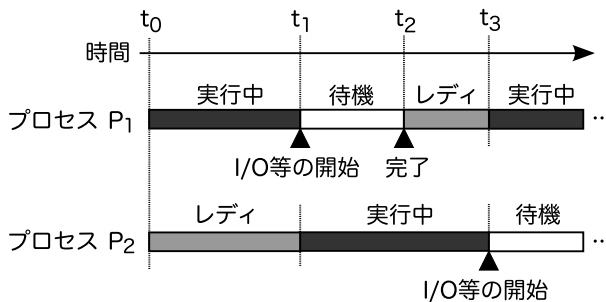 t0 t1 t2 t3
時間
実行中 待機 レディ 実行中
プロセス P1 ‥
I/O等の開始 完了
レディ 実行中 待機
プロセス P2 ‥
I/O等の開始